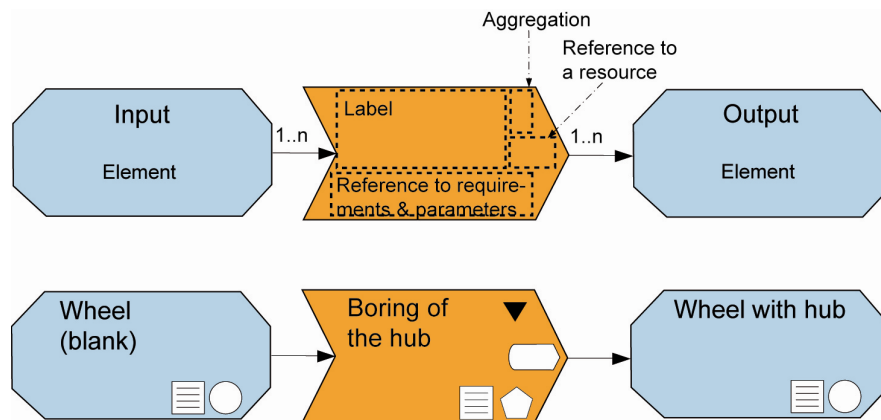 Aggregation
Reference to
a resource
Input
Element
1..n
Label
Reference to require-
ments & parameters
1..n
Output
Element
Wheel
(blank)
Boring of
the hub
Wheel with hub